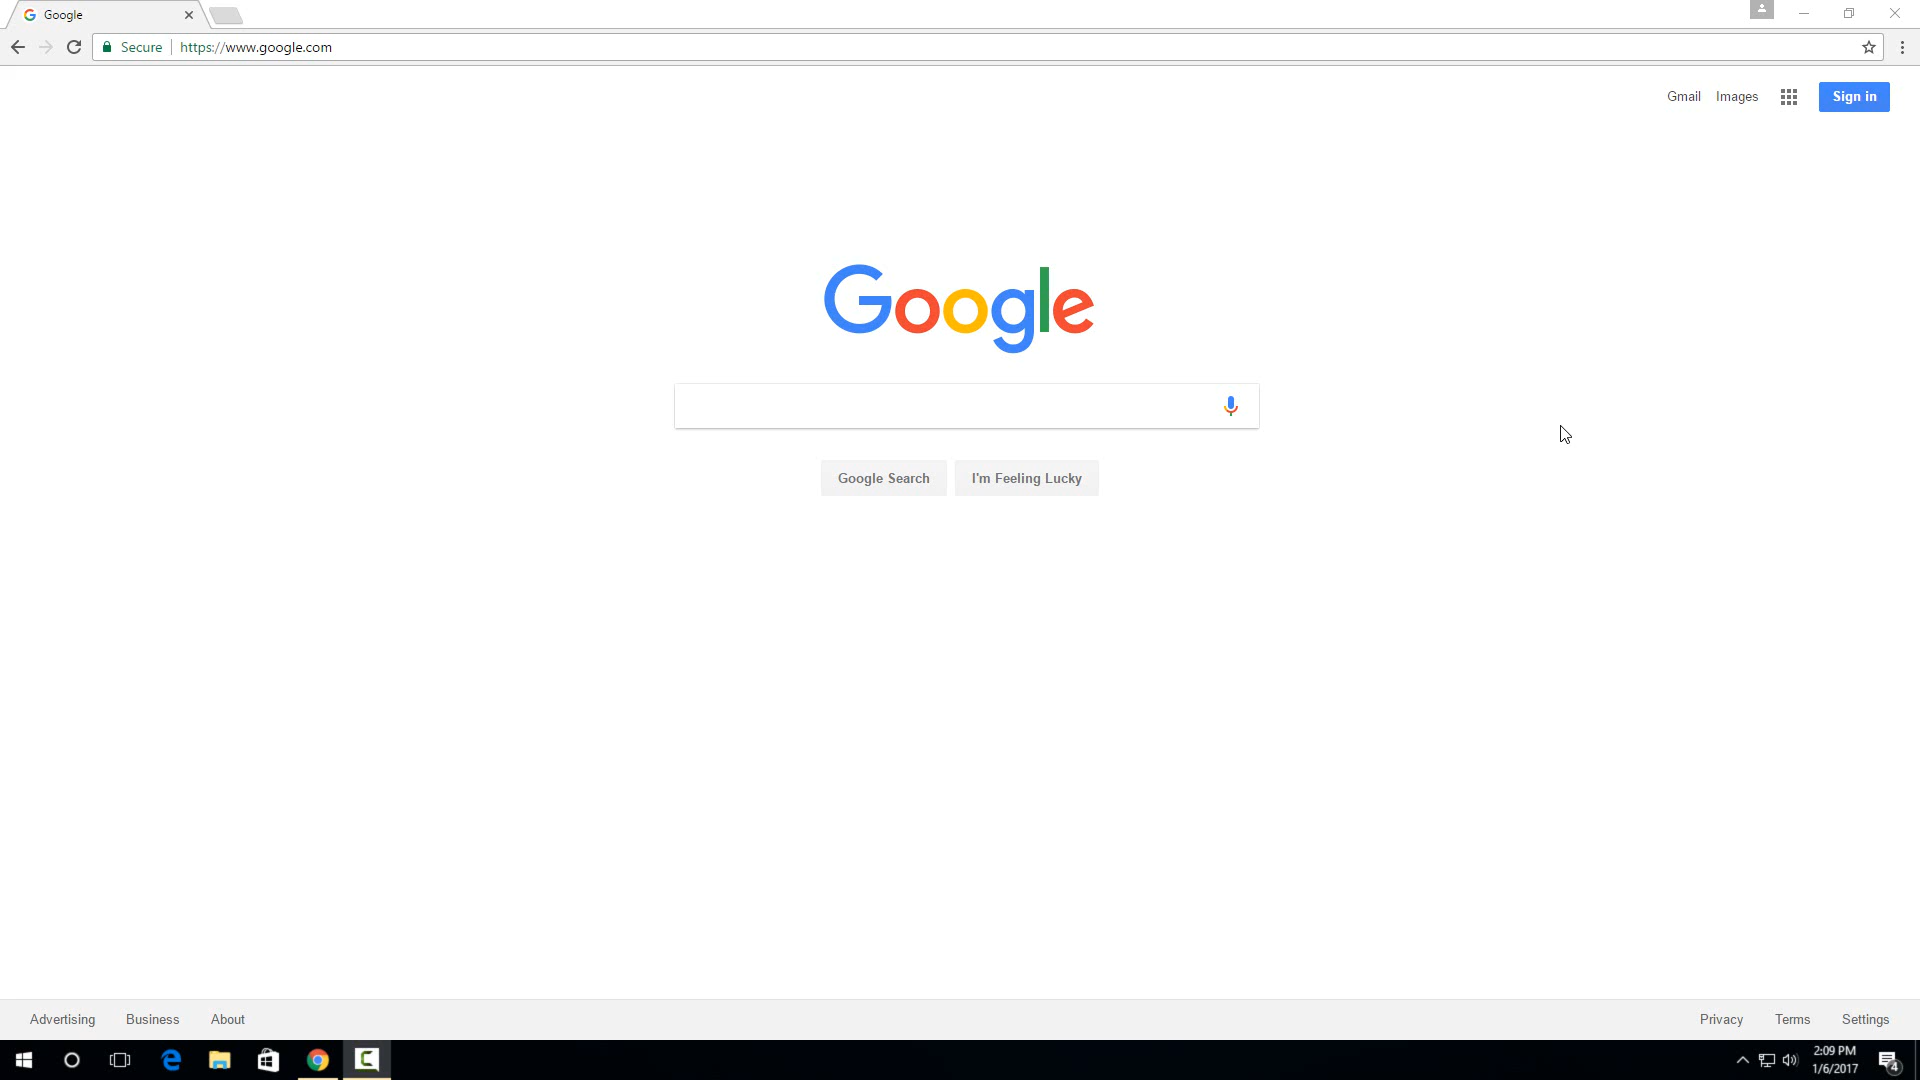 Google
Secure https://www.google.com
Gmail Images Sign in
Google
Google Search I'm Feeling Lucky
Advertising Business About Privacy Terms Settings
2:09 PM
1/6/2017
4